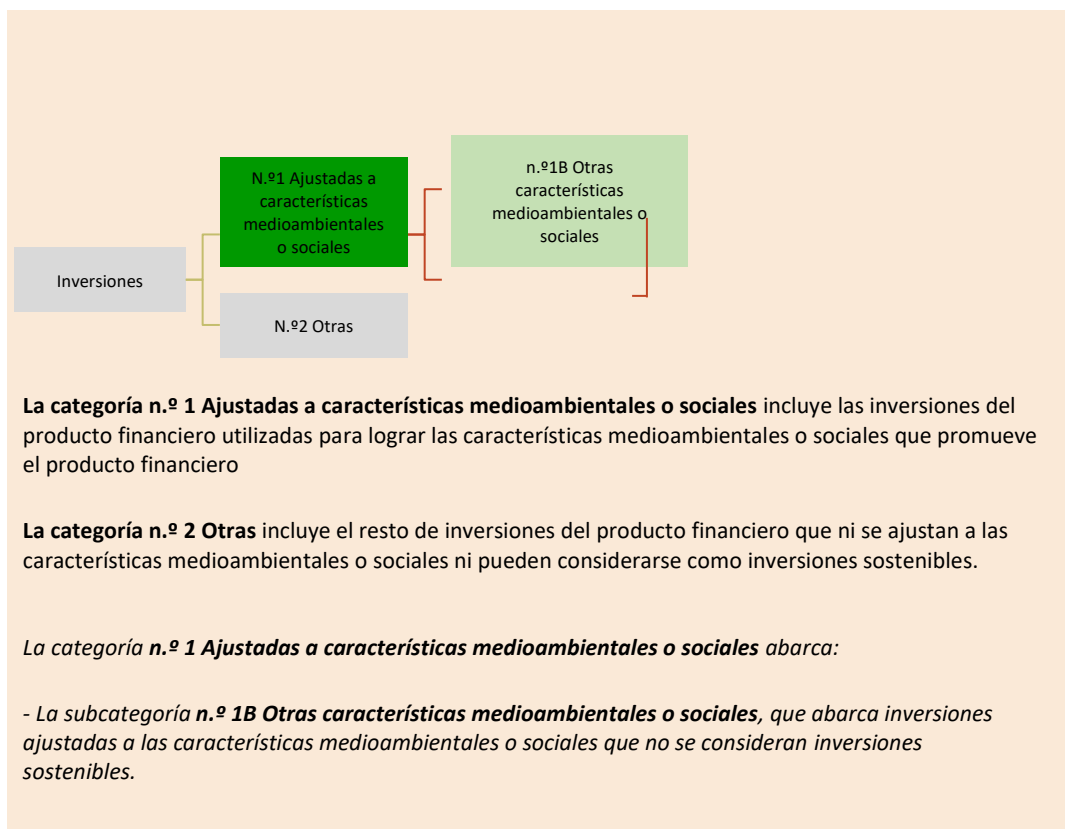 N.º1 Ajustadas a
características
medioambientales
o sociales
n.º1B Otras
características
medioambientales o
sociales
Inversiones
N.º2 Otras
La categoría n.º 1 Ajustadas a características medioambientales o sociales incluye las inversiones del
producto financiero utilizadas para lograr las características medioambientales o sociales que promueve
el producto financiero
La categoría n.º 2 Otras incluye el resto de inversiones del producto financiero que ni se ajustan a las
características medioambientales o sociales ni pueden considerarse como inversiones sostenibles.
La categoría n.º 1 Ajustadas a características medioambientales o sociales abarca:
- La subcategoría n.º 1B Otras características medioambientales o sociales, que abarca inversiones
ajustadas a las características medioambientales o sociales que no se consideran inversiones
sostenibles.